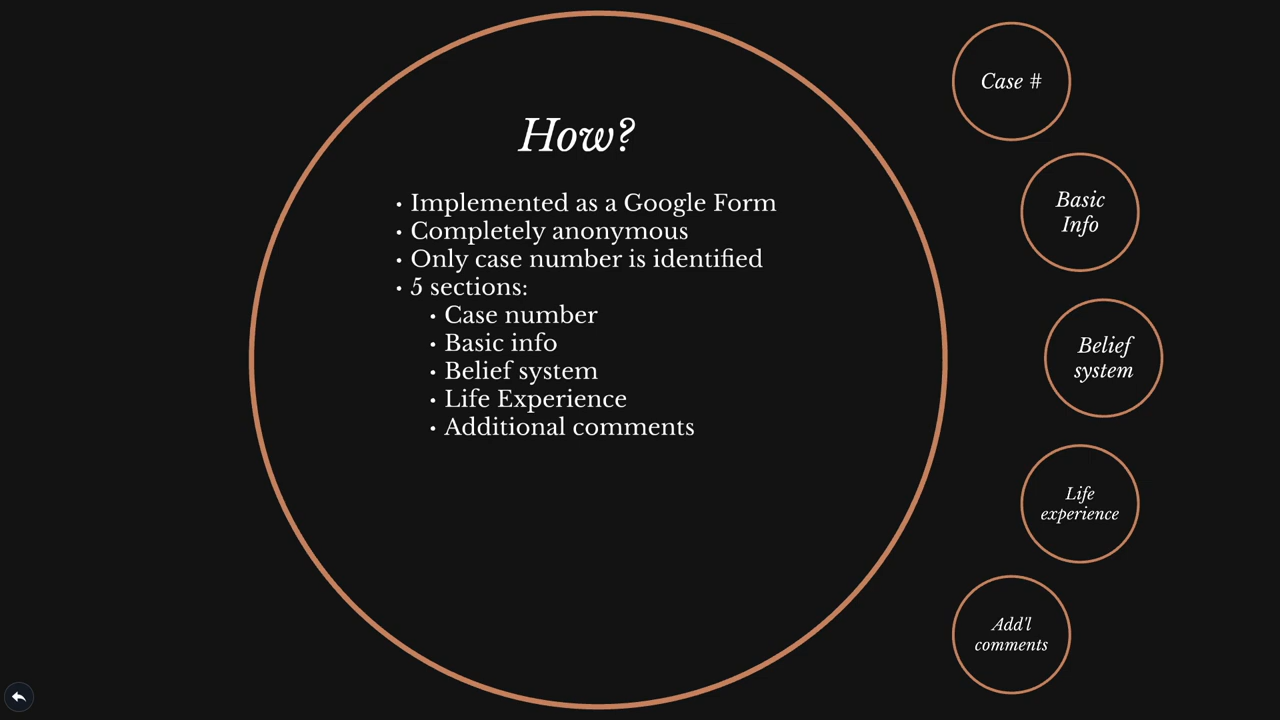 How?
• Implemented as a Google Form
• Completely anonymous
• Only case number is identified
• 5 sections:
• Case number
• Basic info
• Belief system
• Life Experience
• Additional comments
Case #
Basic
Info
Belief
system
Life
experience
Add'l
comments